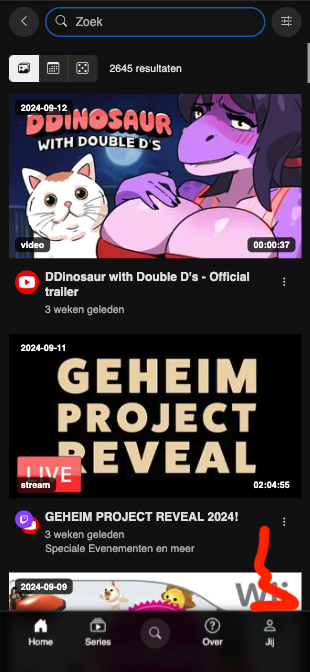 Zoek
2645 resultaten
2024-09-12
DDINOSAUR
WITH DOUBLE D'S
video
00:00:37
DDinosaur with Double D's - Official
trailer
3 weken geleden
2024-09-11
GEHEIM
PROJECT
REVEAL
LIVE
stream
02:04:55
GEHEIM PROJECT REVEAL 2024!
3 weken geleden
Speciale Evenementen en meer
2024-09-09
Wii
Home
Series
Over
Jij